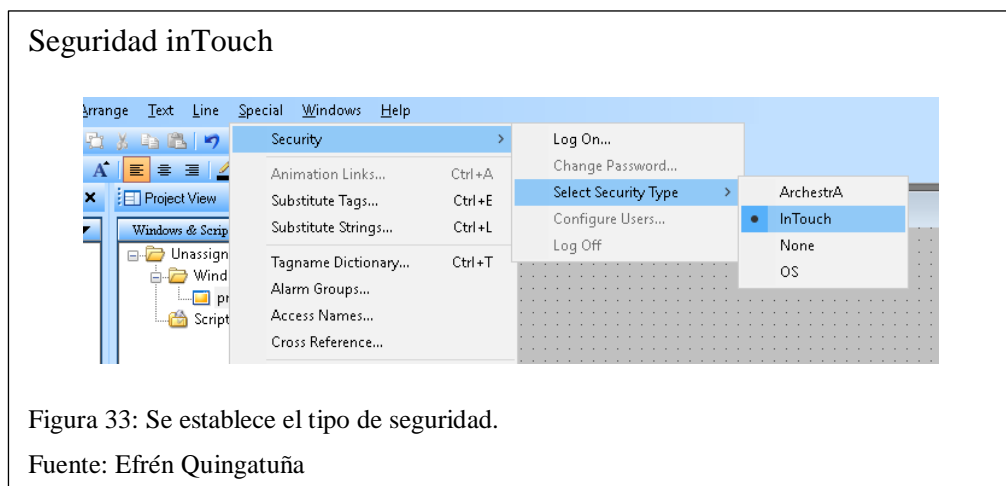 Seguridad inTouch
Arrange Text Line Special Windows Help
Security >
Log On...
Change Password...
Select Security Type >
Configure Users...
Log Off
ArchestrA
InTouch
None
OS
Animation Links... Ctrl+A
Substitute Tags... Ctrl+E
Substitute Strings... Ctrl+L
Tagname Dictionary... Ctrl+T
Alarm Groups...
Access Names...
Cross Reference...
Project View
Windows & Scrip
Unassign
Wind
pr
Script
Figura 33: Se establece el tipo de seguridad.
Fuente: Efrén Quingatuña